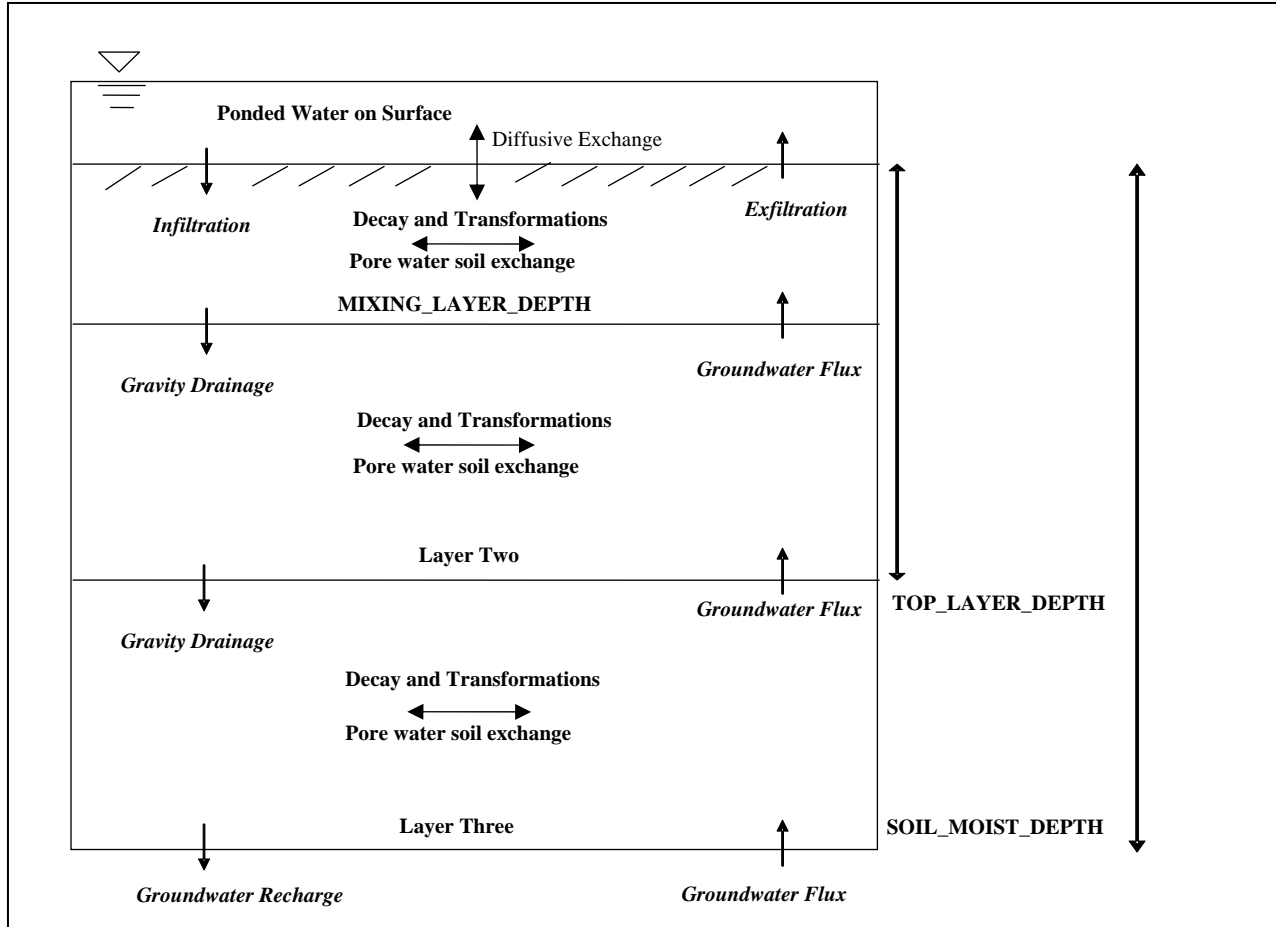 Ponded Water on Surface
Diffusive Exchange
Infiltration
Decay and Transformations
Exfiltration
Pore water soil exchange
MIXING_LAYER_DEPTH
Gravity Drainage
Groundwater Flux
Decay and Transformations
Pore water soil exchange
Layer Two
TOP_LAYER_DEPTH
Gravity Drainage
Groundwater Flux
Decay and Transformations
Pore water soil exchange
Layer Three
SOIL_MOIST_DEPTH
Groundwater Recharge
Groundwater Flux